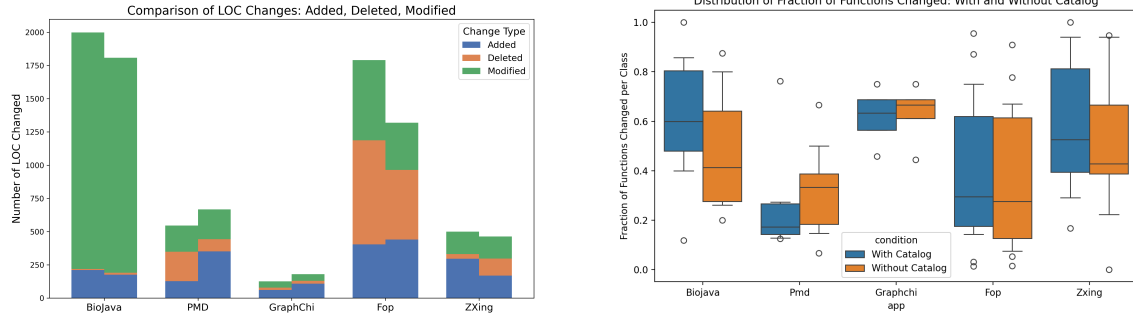 Comparison of LOC Changes: Added, Deleted, Modified
Number of LOC Changed
2000
1750
1500
1250
1000
750
500
250
0
Change Type
Added
Deleted
Modified
BioJava
PMD
GraphChi
Fop
ZXing
Distribution of Fraction of Functions Changed: With and Without Catalog
Fraction of Functions Changed per Class
1.0
0.8
0.6
0.4
0.2
0.0
condition
With Catalog
Without Catalog
Biojava
Pmd
Graphchi
Fop
Zxing
app